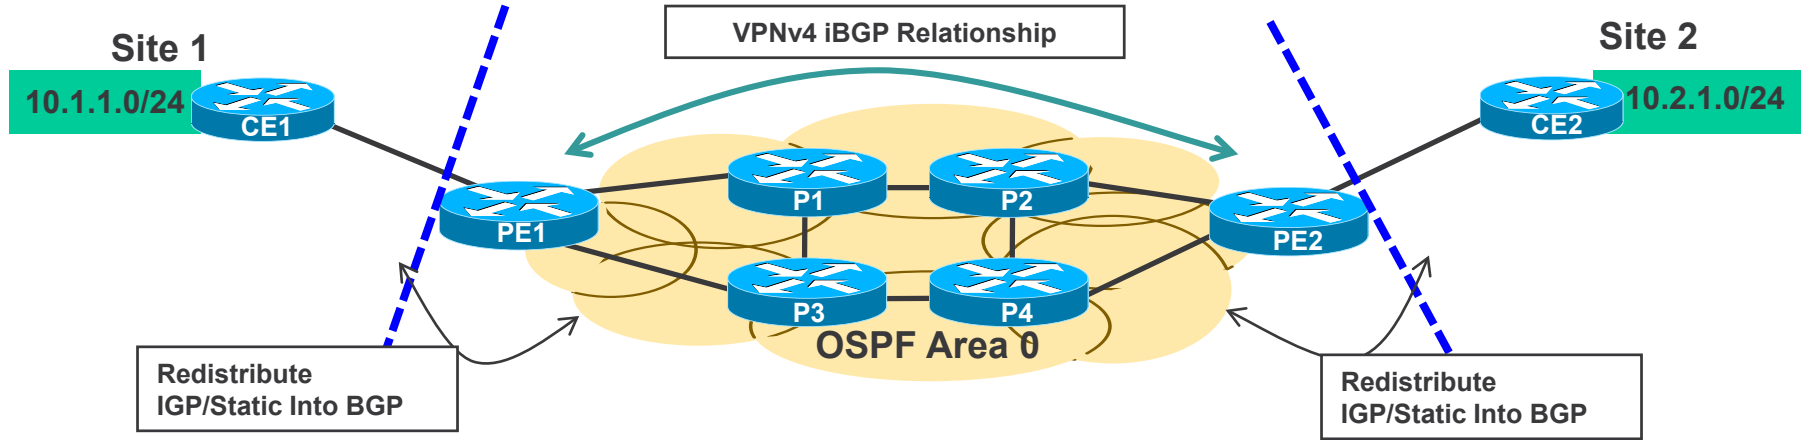 VPNv4 iBGP Relationship
Site 1
Site 2
10.1.1.0/24
CE1
CE2
10.2.1.0/24
P1
P2
PE1
PE2
P3
P4
OSPF Area 0
Redistribute
IGP/Static Into BGP
Redistribute
IGP/Static Into BGP